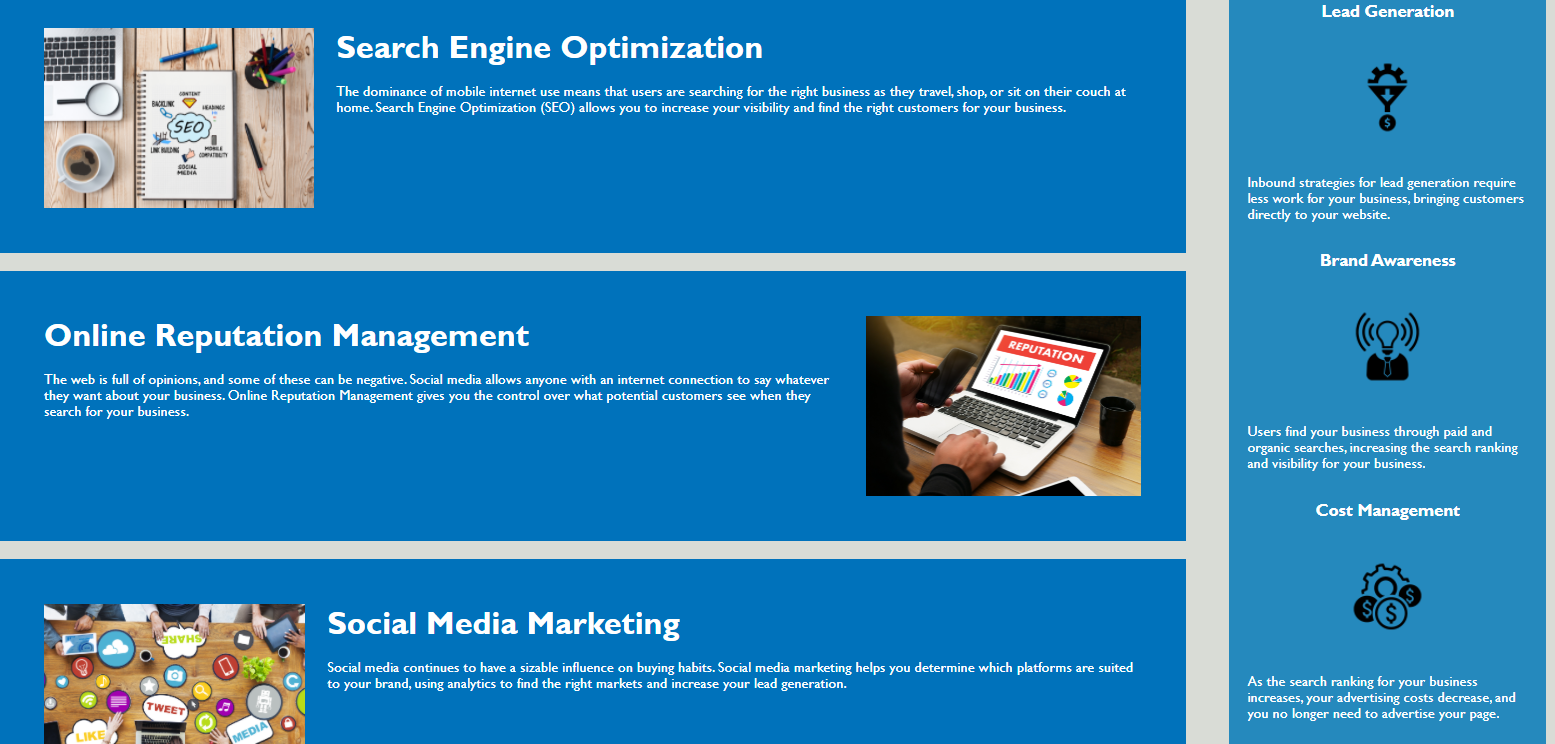 Search Engine Optimization
The dominance of mobile internet use means that users are searching for the right business as they travel, shop, or sit on their couch at
home. Search Engine Optimization (SEO) allows you to increase your visibility and find the right customers for your business.
CONTENT
BACKLINK
HEADINGS
SEO
LINK BUILDING
MOBILE
COMPATIBILITY
SOCIAL
MEDIA
Online Reputation Management
The web is full of opinions, and some of these can be negative. Social media allows anyone with an internet connection to say whatever
they want about your business. Online Reputation Management gives you the control over what potential customers see when they
search for your business.
REPUTATION
Social Media Marketing
Social media continues to have a sizable influence on buying habits. Social media marketing helps you determine which platforms are suited
to your brand, using analytics to find the right markets and increase your lead generation.
SHARE
TWEET
LIKE
MEDIA
Lead Generation
$
Inbound strategies for lead generation require
less work for your business, bringing customers
directly to your website.
Brand Awareness
Users find your business through paid and
organic searches, increasing the search ranking
and visibility for your business.
Cost Management
$ $ $
As the search ranking for your business
increases, your advertising costs decrease, and
you no longer need to advertise your page.